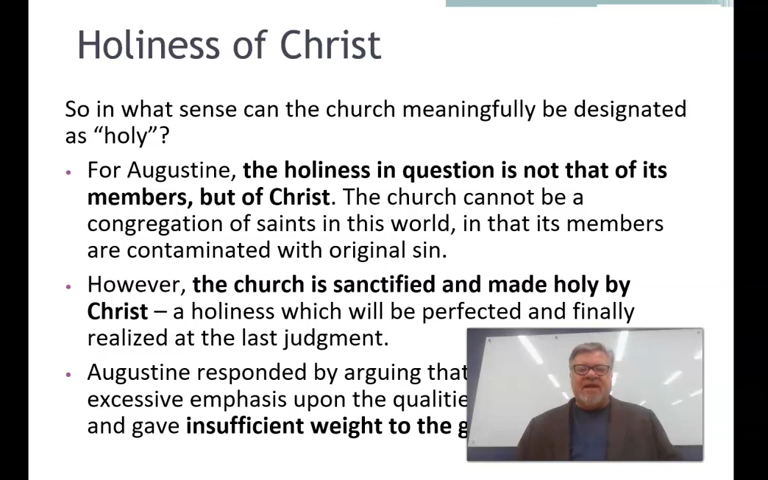 Holiness of Christ
So in what sense can the church meaningfully be designated
as “holy”?
• For Augustine, the holiness in question is not that of its
members, but of Christ. The church cannot be a
congregation of saints in this world, in that its members
are contaminated with original sin.
• However, the church is sanctified and made holy by
Christ – a holiness which will be perfected and finally
realized at the last judgment.
• Augustine responded by arguing that
excessive emphasis upon the
and gave insufficient weight to the